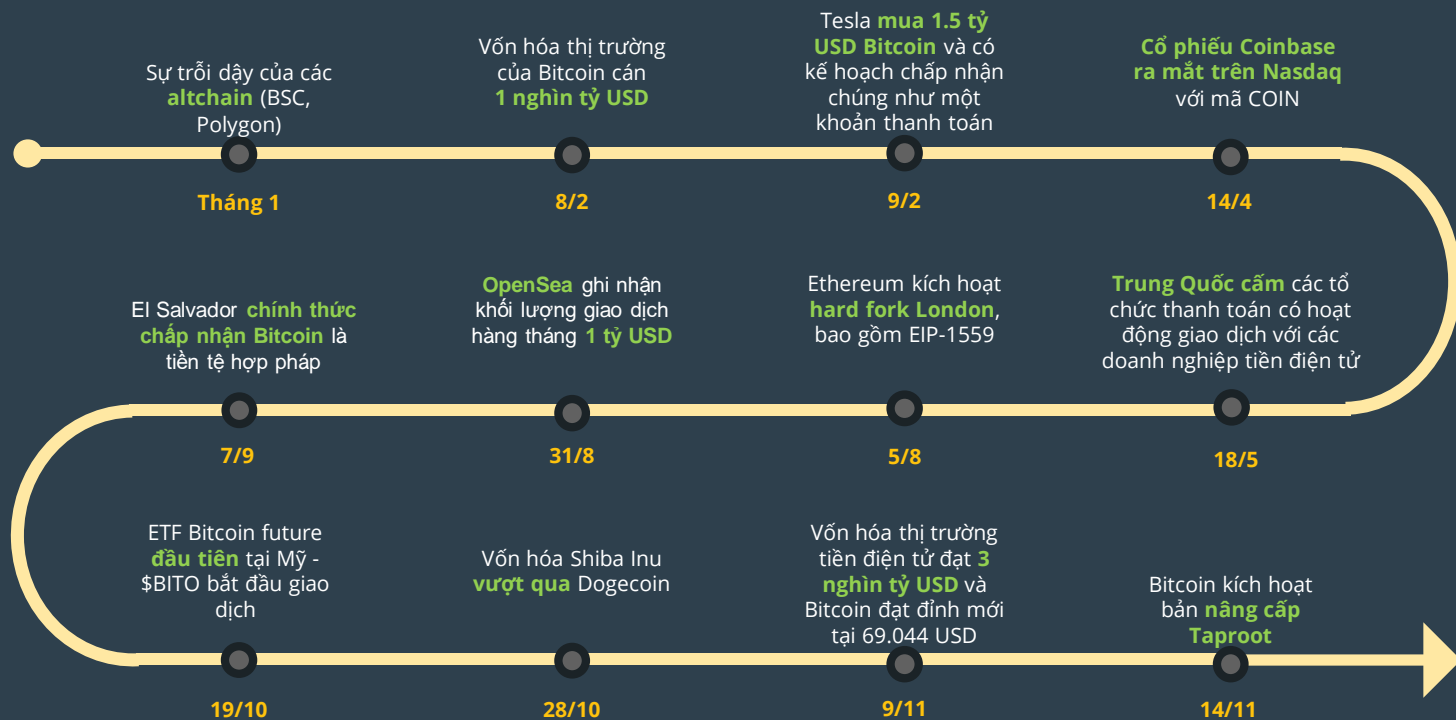 Sự trỗi dậy của các
altchain (BSC,
Polygon)
Tháng 1
Vốn hóa thị trường
của Bitcoin cán
1 nghìn tỷ USD
8/2
Tesla mua 1.5 tỷ
USD Bitcoin và có
kế hoạch chấp nhận
chúng như một
khoản thanh toán
9/2
Cổ phiếu Coinbase
ra mắt trên Nasdaq
với mã COIN
14/4
Trung Quốc cấm các tổ
chức thanh toán có hoạt
động giao dịch với các
doanh nghiệp tiền điện tử
18/5
Ethereum kích hoạt
hard fork London,
bao gồm EIP-1559
5/8
OpenSea ghi nhận
khối lượng giao dịch
hàng tháng 1 tỷ USD
31/8
El Salvador chính thức
chấp nhận Bitcoin là
tiền tệ hợp pháp
7/9
ETF Bitcoin future
đầu tiên tại Mỹ -
$BITO bắt đầu giao
dịch
19/10
Vốn hóa Shiba Inu
vượt qua Dogecoin
28/10
Vốn hóa thị trường
tiền điện tử đạt 3
nghìn tỷ USD và
Bitcoin đạt đỉnh mới
tại 69.044 USD
9/11
Bitcoin kích hoạt
bản nâng cấp
Taproot
14/11